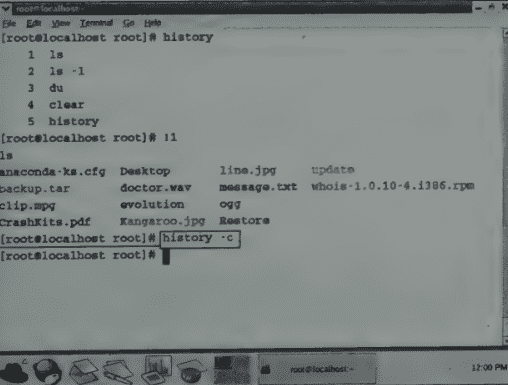 root@localhost:~
File Edit View Terminal Go Help
[root@localhost root]# history
1 ls
2 ls -l
3 du
4 clear
5 history
[root@localhost root]# !1
ls
anaconda-ks.cfg Desktop line.jpg update
backup.tar doctor.wav message.txt whois-1.0.10-4.i386.rpm
clip.mpg evolution ogg
CrashKits.pdf Kangaroo.jpg Restore
[root@localhost root]# history -c
[root@localhost root]#
root@localhost:~
12:00 PM